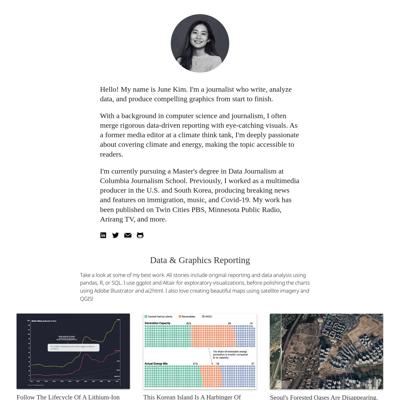 Hello! My name is June Kim. I'm a journalist who write, analyze
data, and produce compelling graphics from start to finish.
With a background in computer science and journalism, I often
merge rigorous data-driven reporting with eye-catching visuals. As
a former media editor at a climate think tank, I'm deeply passionate
about covering climate and energy, making the topic accessible to
readers.
I'm currently pursuing a Master's degree in Data Journalism at
Columbia Journalism School. Previously, I worked as a multimedia
producer in the U.S. and South Korea, producing breaking news
and features on immigration, music, and Covid-19. My work has
been published on Twin Cities PBS, Minnesota Public Radio,
Arirang TV, and more.
Data & Graphics Reporting
Take a look at some of my best work. All stories include original reporting and data analysis using
pandas, R, or SQL. I use ggplot and Altair for exploratory visualizations, before polishing the charts
using Adobe Illustrator and ai2html. I also love creating beautiful maps using satellite imagery and
QGIS!
Generation Capacity
Actual Energy Mix
Follow The Lifecycle Of A Lithium-Ion
This Korean Island Is A Harbinger Of
Seoul's Forested Oases Are Disappearing.